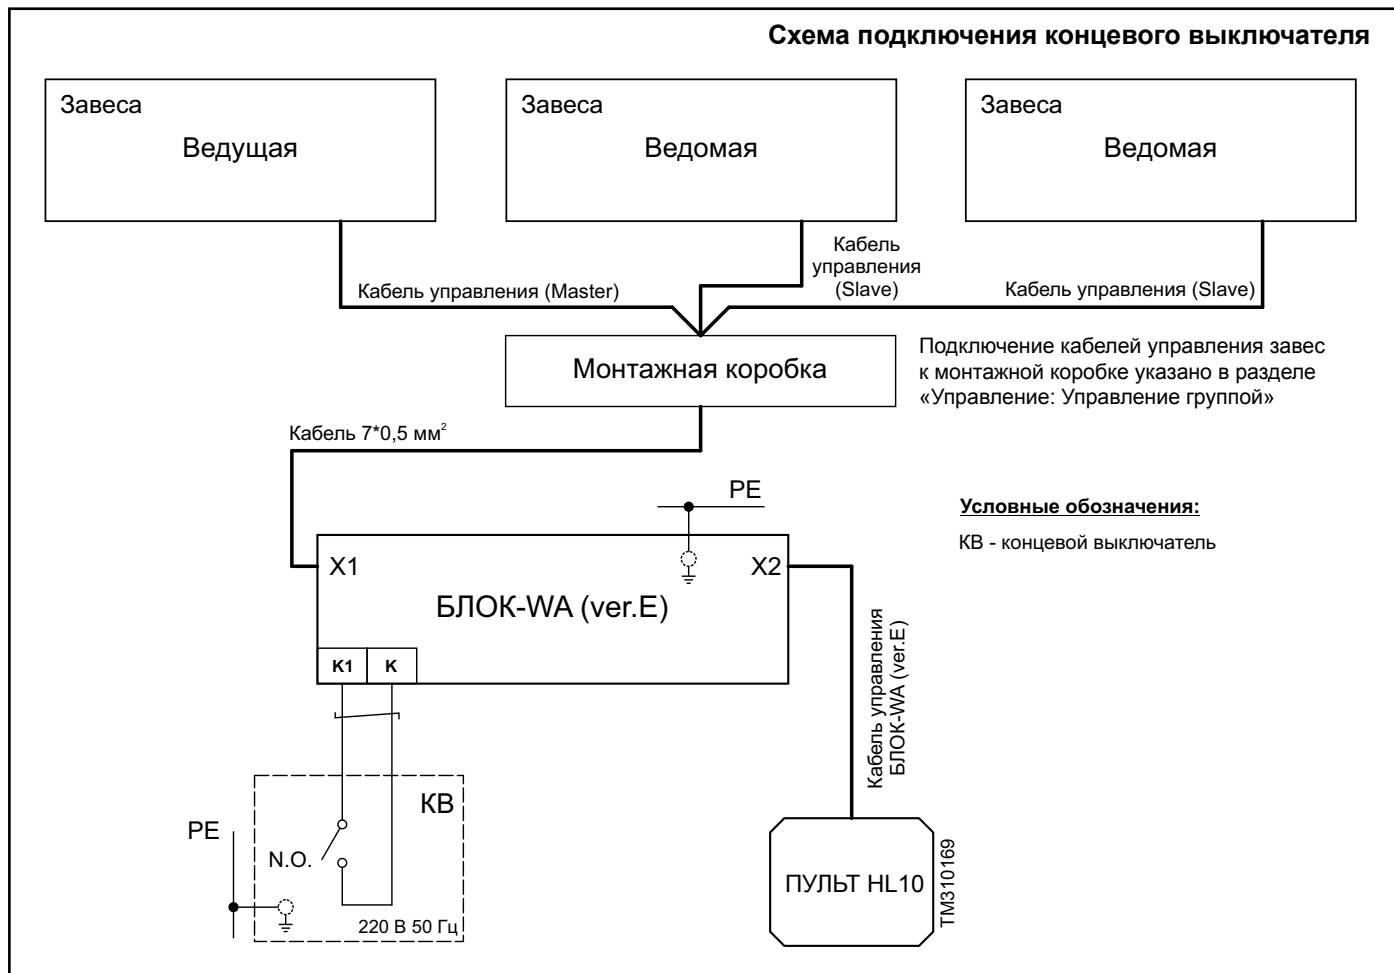 Схема подключения концевого выключателя
Завеса
Ведущая
Завеса
Ведомая
Завеса
Ведомая
Кабель управления (Master)
Кабель
управления
(Slave)
Кабель управления (Slave)
Монтажная коробка
Подключение кабелей управления завес
к монтажной коробке указано в разделе
«Управление: Управление группой»
Кабель 7*0,5 мм²
PE
Условные обозначения:
КВ - концевой выключатель
X1
X2
БЛОК-WA (ver.E)
K1
K
Кабель управления
БЛОК-WA (ver.E)
КВ
PE
N.O.
220 В 50 Гц
ПУЛЬТ HL10
TM310169